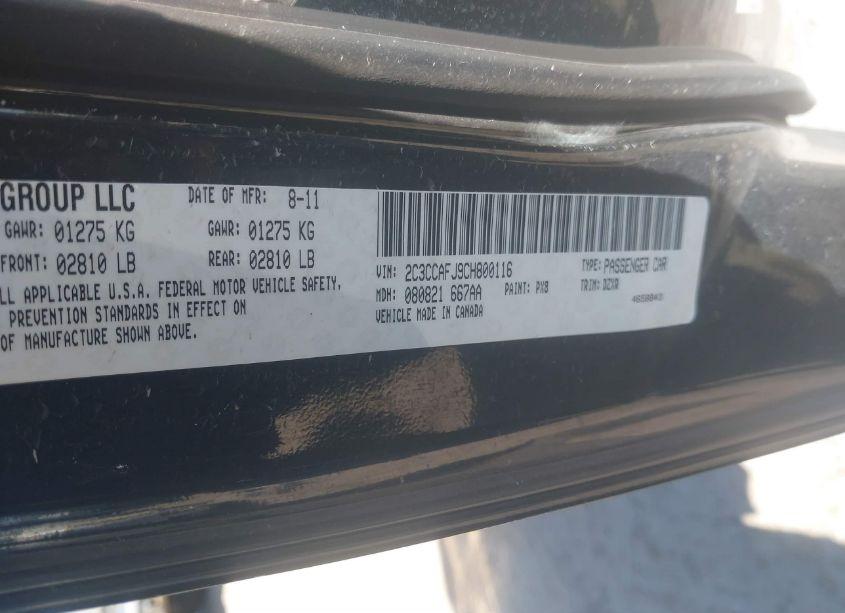 GROUP LLC
DATE OF MFR: 8-11
GAWR: 01275 KG GAWR: 01275 KG
FRONT: 02810 LB REAR: 02810 LB
LL APPLICABLE U.S.A. FEDERAL MOTOR VEHICLE SAFETY,
PREVENTION STANDARDS IN EFFECT ON
OF MANUFACTURE SHOWN ABOVE.
VIN: 2C3CCAFJ9CH800116 TYPE: PASSENGER CAR
MDH: 080821 667AA PAINT: PX8 TRIM: DZXR
VEHICLE MADE IN CANADA